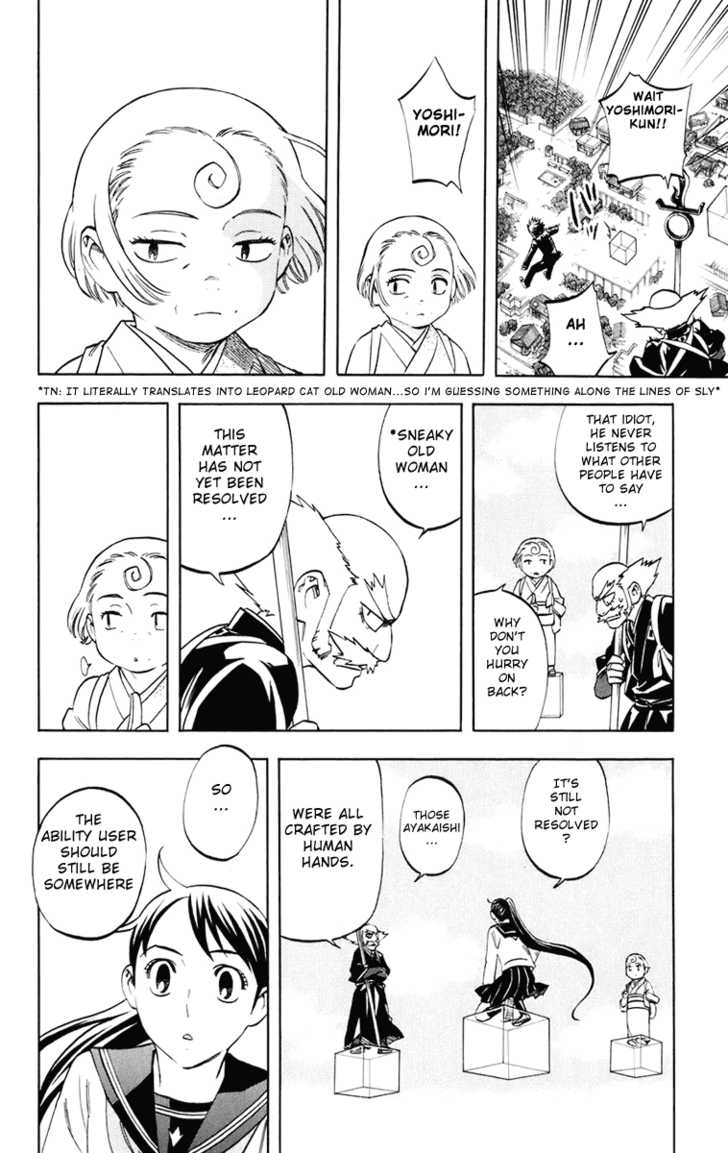 WAIT
YOSHIMORI-
KUN!!
AH
...
YOSHI-
MORI!
*TN: IT LITERALLY TRANSLATES INTO LEOPARD CAT OLD WOMAN...SO I'M GUESSING SOMETHING ALONG THE LINES OF SLY*
THAT IDIOT,
HE NEVER
LISTENS TO
WHAT OTHER
PEOPLE HAVE
TO SAY
...
WHY
DON'T
YOU
HURRY
ON
BACK?
*SNEAKY
OLD
WOMAN
...
THIS
MATTER
HAS NOT
YET BEEN
RESOLVED
...
IT'S
STILL
NOT
RESOLVED
?
THOSE
AYAKAISHI
...
WERE ALL
CRAFTED BY
HUMAN
HANDS.
SO
...
THE
ABILITY USER
SHOULD
STILL BE
SOMEWHERE